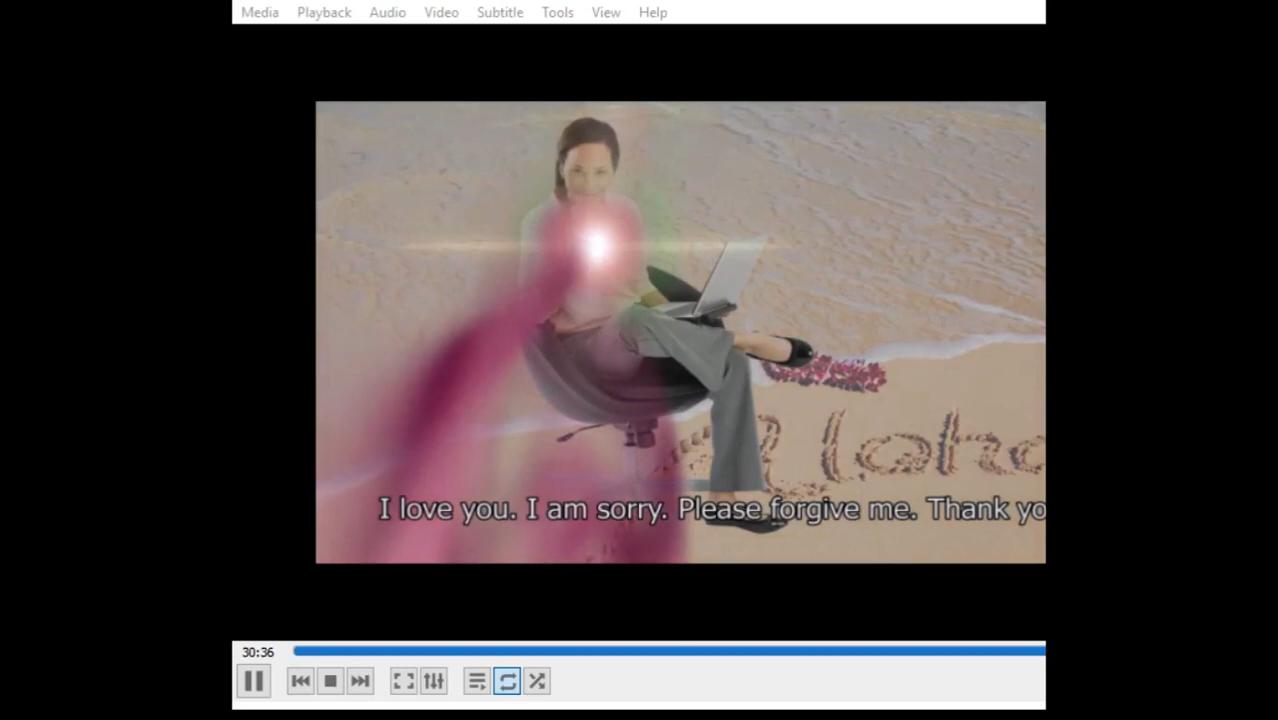 Media Playback Audio Video Subtitle Tools View Help
Aloha
I love you. I am sorry. Please forgive me. Thank yo
30:36